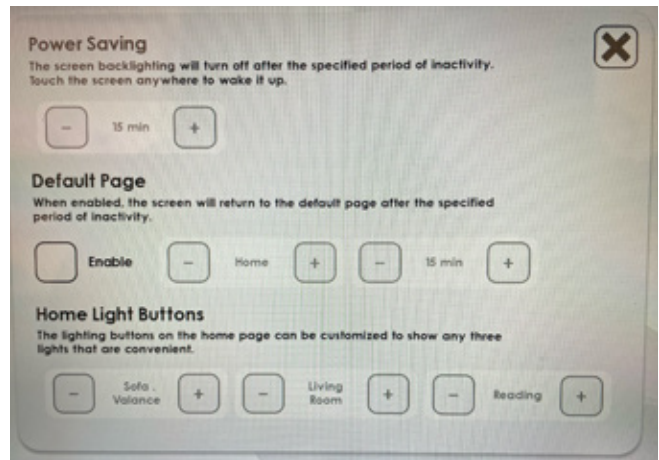 Power Saving
The screen backlighting will turn off after the specified period of inactivity.
Touch the screen anywhere to wake it up.
- 15 min +
Default Page
When enabled, the screen will return to the default page after the specified
period of inactivity.
Enable - Home + - 15 min +
Home Light Buttons
The lighting buttons on the home page can be customized to show any three
lights that are convenient.
- Sofa . + - Living + - Reading +
Valance Room